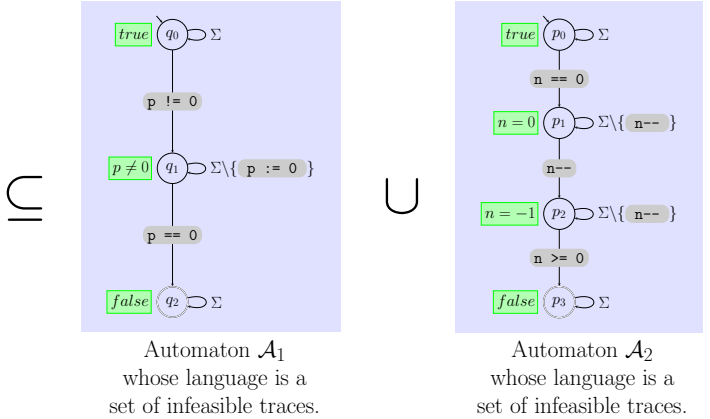 ⊆
true q₀ Σ
p != 0
p ≠ 0 q₁ Σ\{ p := 0 }
p == 0
false q₂ Σ
Automaton 𝒜₁
whose language is a
set of infeasible traces.
∪
true p₀ Σ
n == 0
n = 0 p₁ Σ\{ n-- }
n--
n = −1 p₂ Σ\{ n-- }
n >= 0
false p₃ Σ
Automaton 𝒜₂
whose language is a
set of infeasible traces.